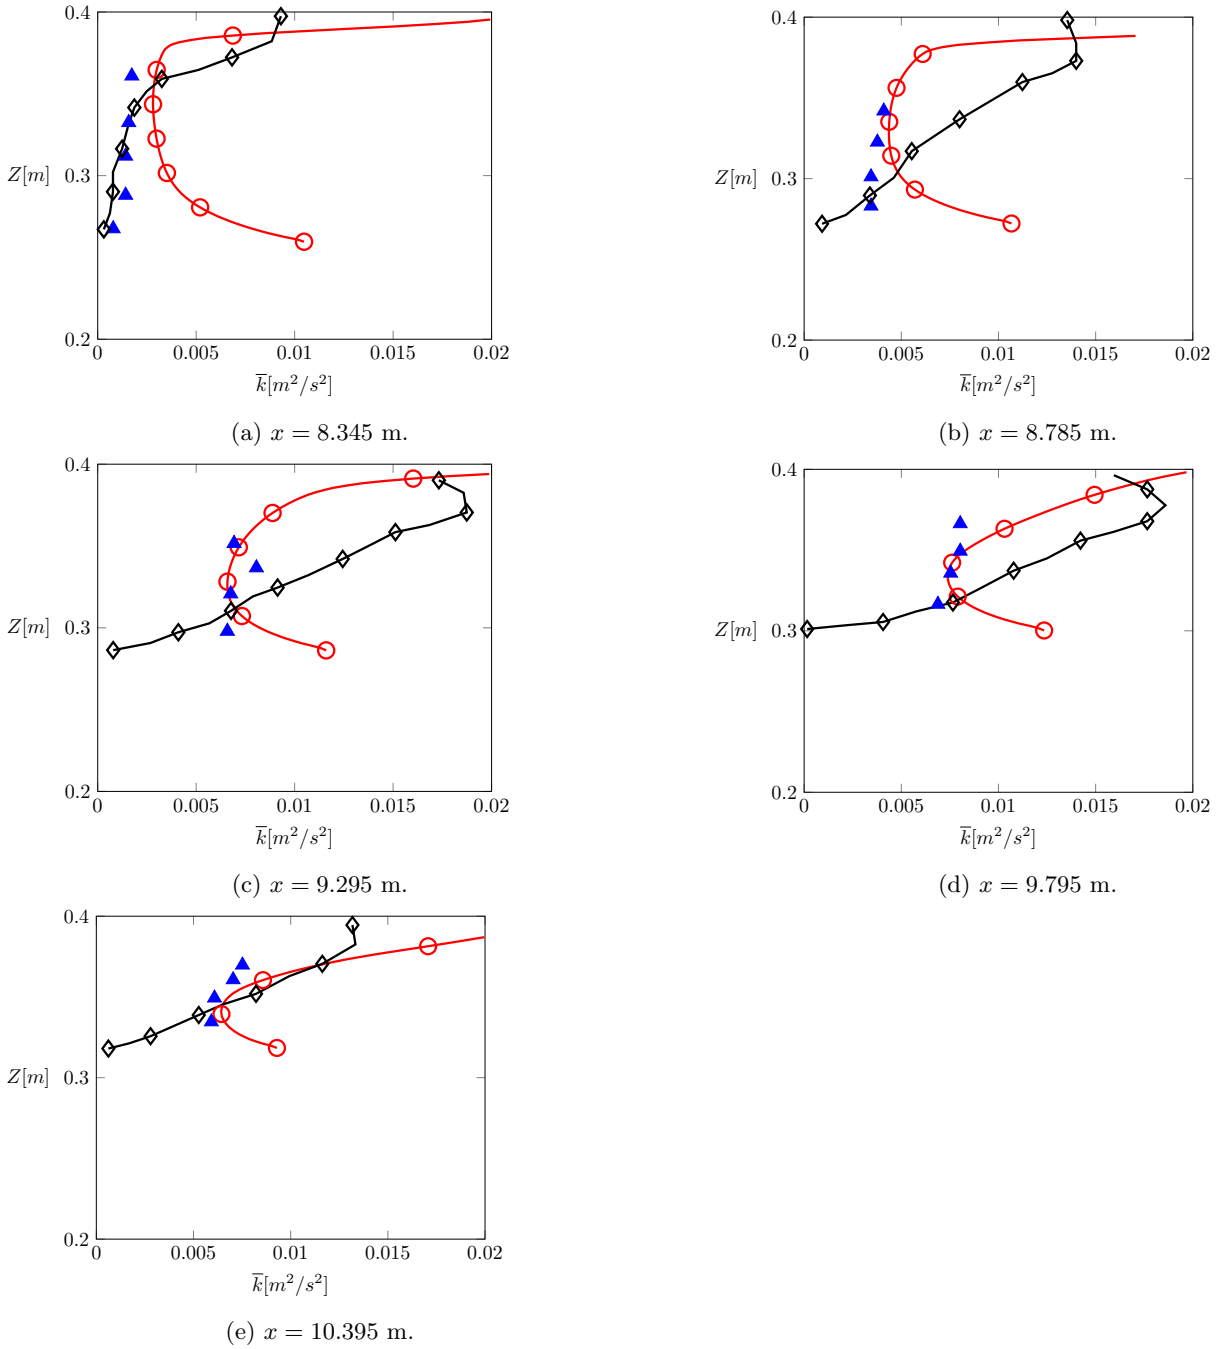 0.4
0.3
0.2
Z[m]
0 0.005 0.01 0.015 0.02
k̅[m²/s²]
(a) x = 8.345 m.
0.4
0.3
0.2
Z[m]
0 0.005 0.01 0.015 0.02
k̅[m²/s²]
(b) x = 8.785 m.
0.4
0.3
0.2
Z[m]
0 0.005 0.01 0.015 0.02
k̅[m²/s²]
(c) x = 9.295 m.
0.4
0.3
0.2
Z[m]
0 0.005 0.01 0.015 0.02
k̅[m²/s²]
(d) x = 9.795 m.
0.4
0.3
0.2
Z[m]
0 0.005 0.01 0.015 0.02
k̅[m²/s²]
(e) x = 10.395 m.